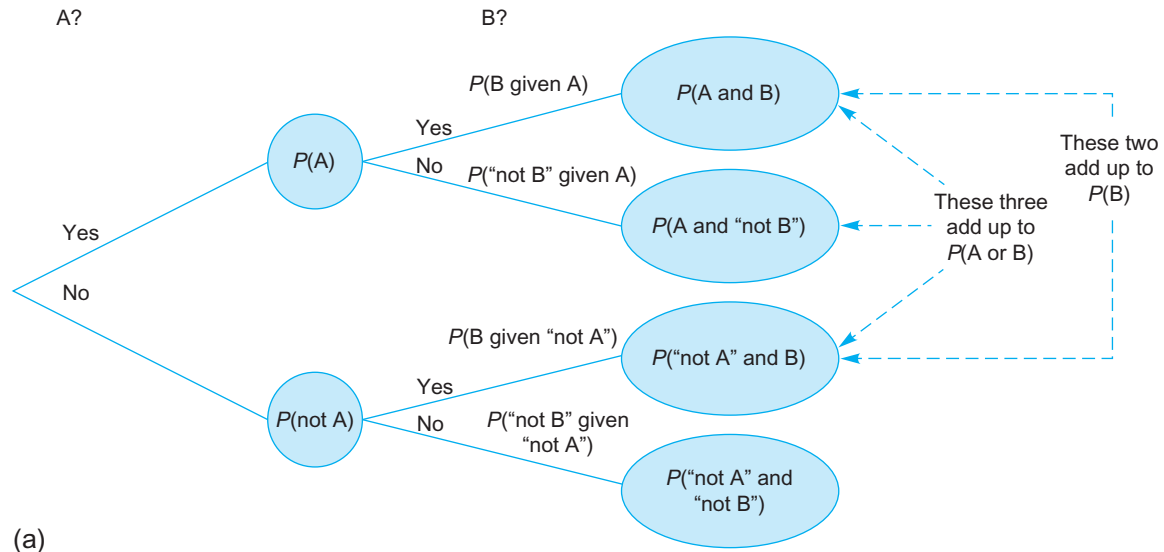 A?
B?
P(B given A)
P(A and B)
Yes
These two
add up to
P(B)
P(A)
No
P(“not B” given A)
These three
add up to
P(A or B)
P(A and “not B”)
Yes
No
P(B given “not A”)
P(“not A” and B)
Yes
P(not A)
No
P(“not B” given
“not A”)
P(“not A” and
“not B”)
(a)